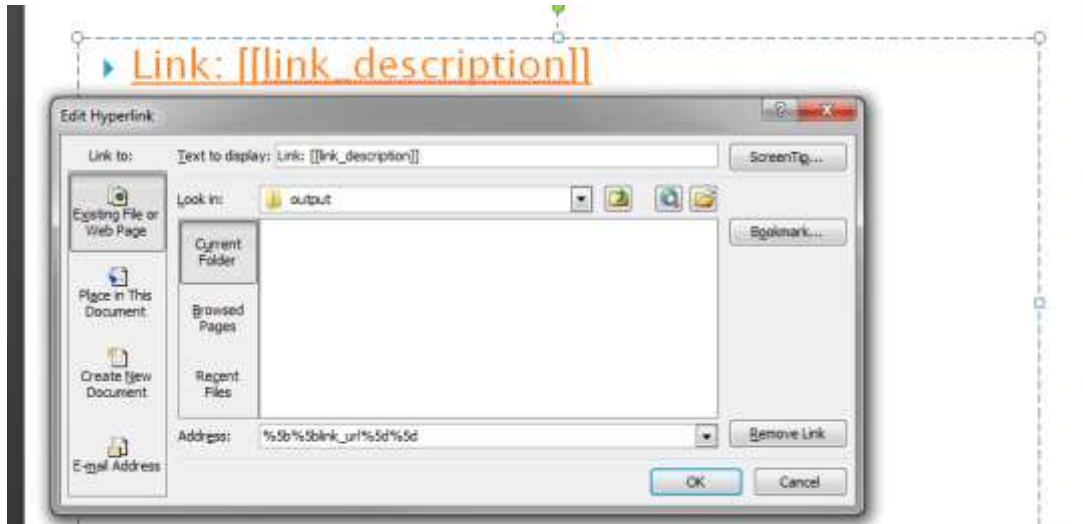 Link: [[link_description]]
Edit Hyperlink
Link to:
Text to display: Link: [[link_description]]
ScreenTip...
Existing File or
Web Page
Look in: output
Bookmark...
Current
Folder
Place in This
Document
Browsed
Pages
Create New
Document
Recent
Files
Address: %5b%5blink_url%5d%5d
Remove Link
E-mail Address
OK Cancel